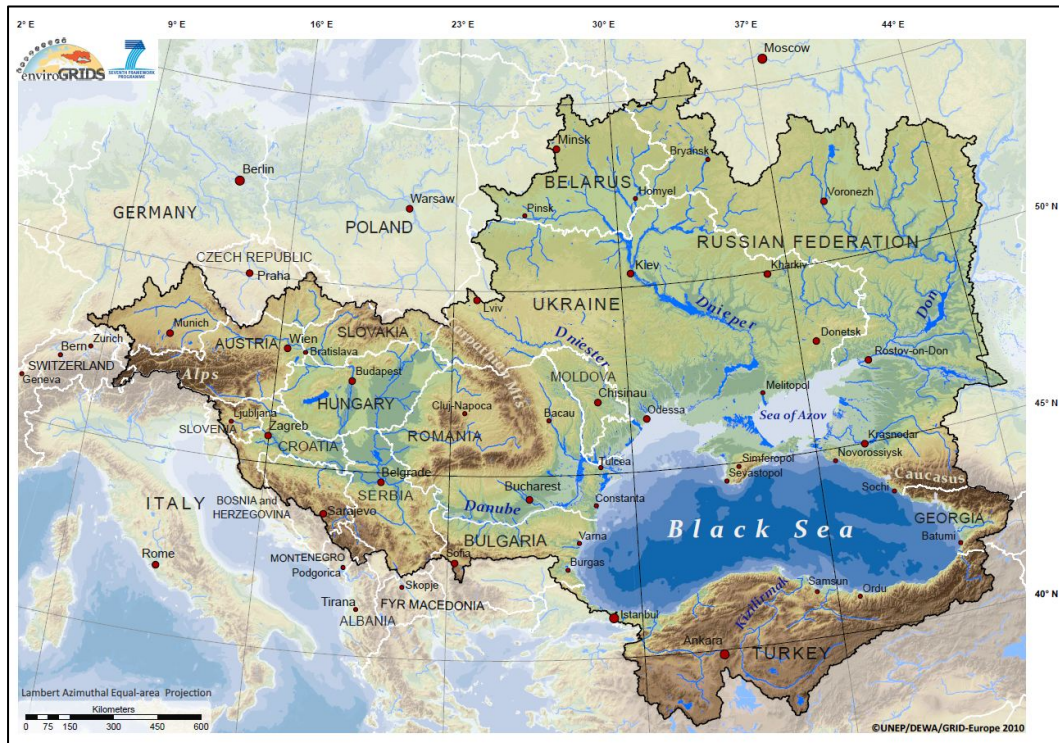 2° E
9° E
16° E
23° E
30° E
37° E
44° E
enviroGRIDS
7
SEVENTH FRAMEWORK
PROGRAMME
Moscow
Minsk
Bryansk
Berlin
BELARUS
Homyel
Voronezh
Warsaw
Pinsk
50° N
GERMANY
POLAND
RUSSIAN FEDERATION
CZECH REPUBLIC
Praha
Kiev
Kharkiv
Lviv
UKRAINE
Dnieper
Don
Munich
SLOVAKIA
Carpathian Mts
Dniester
Donetsk
Zurich
Bern
AUSTRIA
Wien
Bratislava
Rostov-on-Don
SWITZERLAND
Geneva
Alps
Budapest
MOLDOVA
Melitopol
HUNGARY
Cluj-Napoca
Chisinau
45° N
Ljubljana
SLOVENIA
Bacau
Odessa
Sea of Azov
Zagreb
CROATIA
ROMANIA
Krasnodar
Tulcea
Simferopol
Novorossiysk
Belgrade
Sevastopol
Caucasus
SERBIA
Bucharest
Constanta
Sochi
ITALY
BOSNIA and
HERZEGOVINA
Sarajevo
Danube
Black Sea
GEORGIA
BULGARIA
Varna
Batumi
Rome
MONTENEGRO
Podgorica
Sofia
Burgas
Skopje
Samsun
Ordu
40° N
Tirana
FYR MACEDONIA
Kizilirmak
ALBANIA
Istanbul
Ankara
TURKEY
Lambert Azimuthal Equal-area Projection
Kilometers
0 75 150 300 450 600
©UNEP/DEWA/GRID-Europe 2010